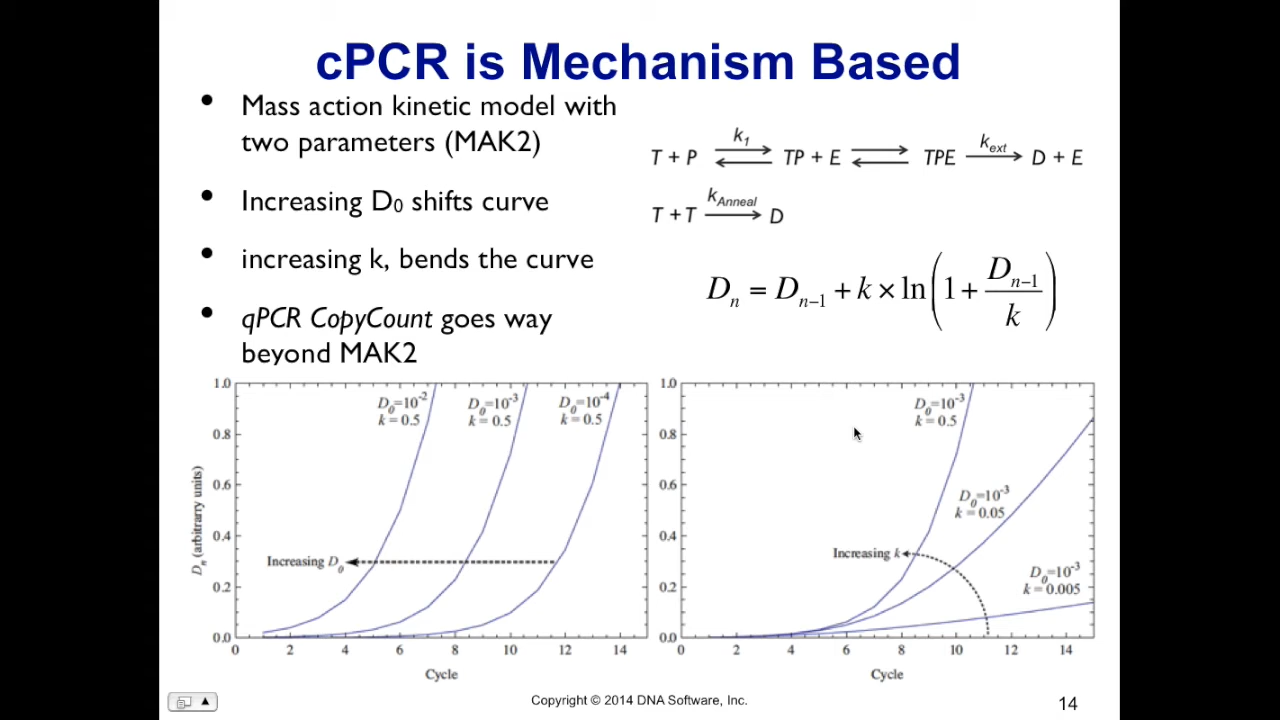 cPCR is Mechanism Based
• Mass action kinetic model with
two parameters (MAK2)
• Increasing D₀ shifts curve
• increasing k, bends the curve
• qPCR CopyCount goes way
beyond MAK2
k₁
kₑₓₜ
T + P ⇌ TP + E ⇌ TPE ⟶ D + E
k_Anneal
T + T ⟶ D
Dₙ = Dₙ₋₁ + k × ln(1 + Dₙ₋₁/k)
Dₙ (arbitrarry units)
1.0
0.8
0.6
0.4
0.2
0.0
D₀=10⁻²
k = 0.5
D₀=10⁻³
k = 0.5
D₀=10⁻⁴
k = 0.5
Increasing D₀
0 2 4 6 8 10 12 14
Cycle
1.0
0.8
0.6
0.4
0.2
0.0
D₀=10⁻³
k = 0.5
D₀=10⁻³
k = 0.05
Increasing k
D₀=10⁻³
k = 0.005
0 2 4 6 8 10 12 14
Cycle
Copyright © 2014 DNA Software, Inc.
14